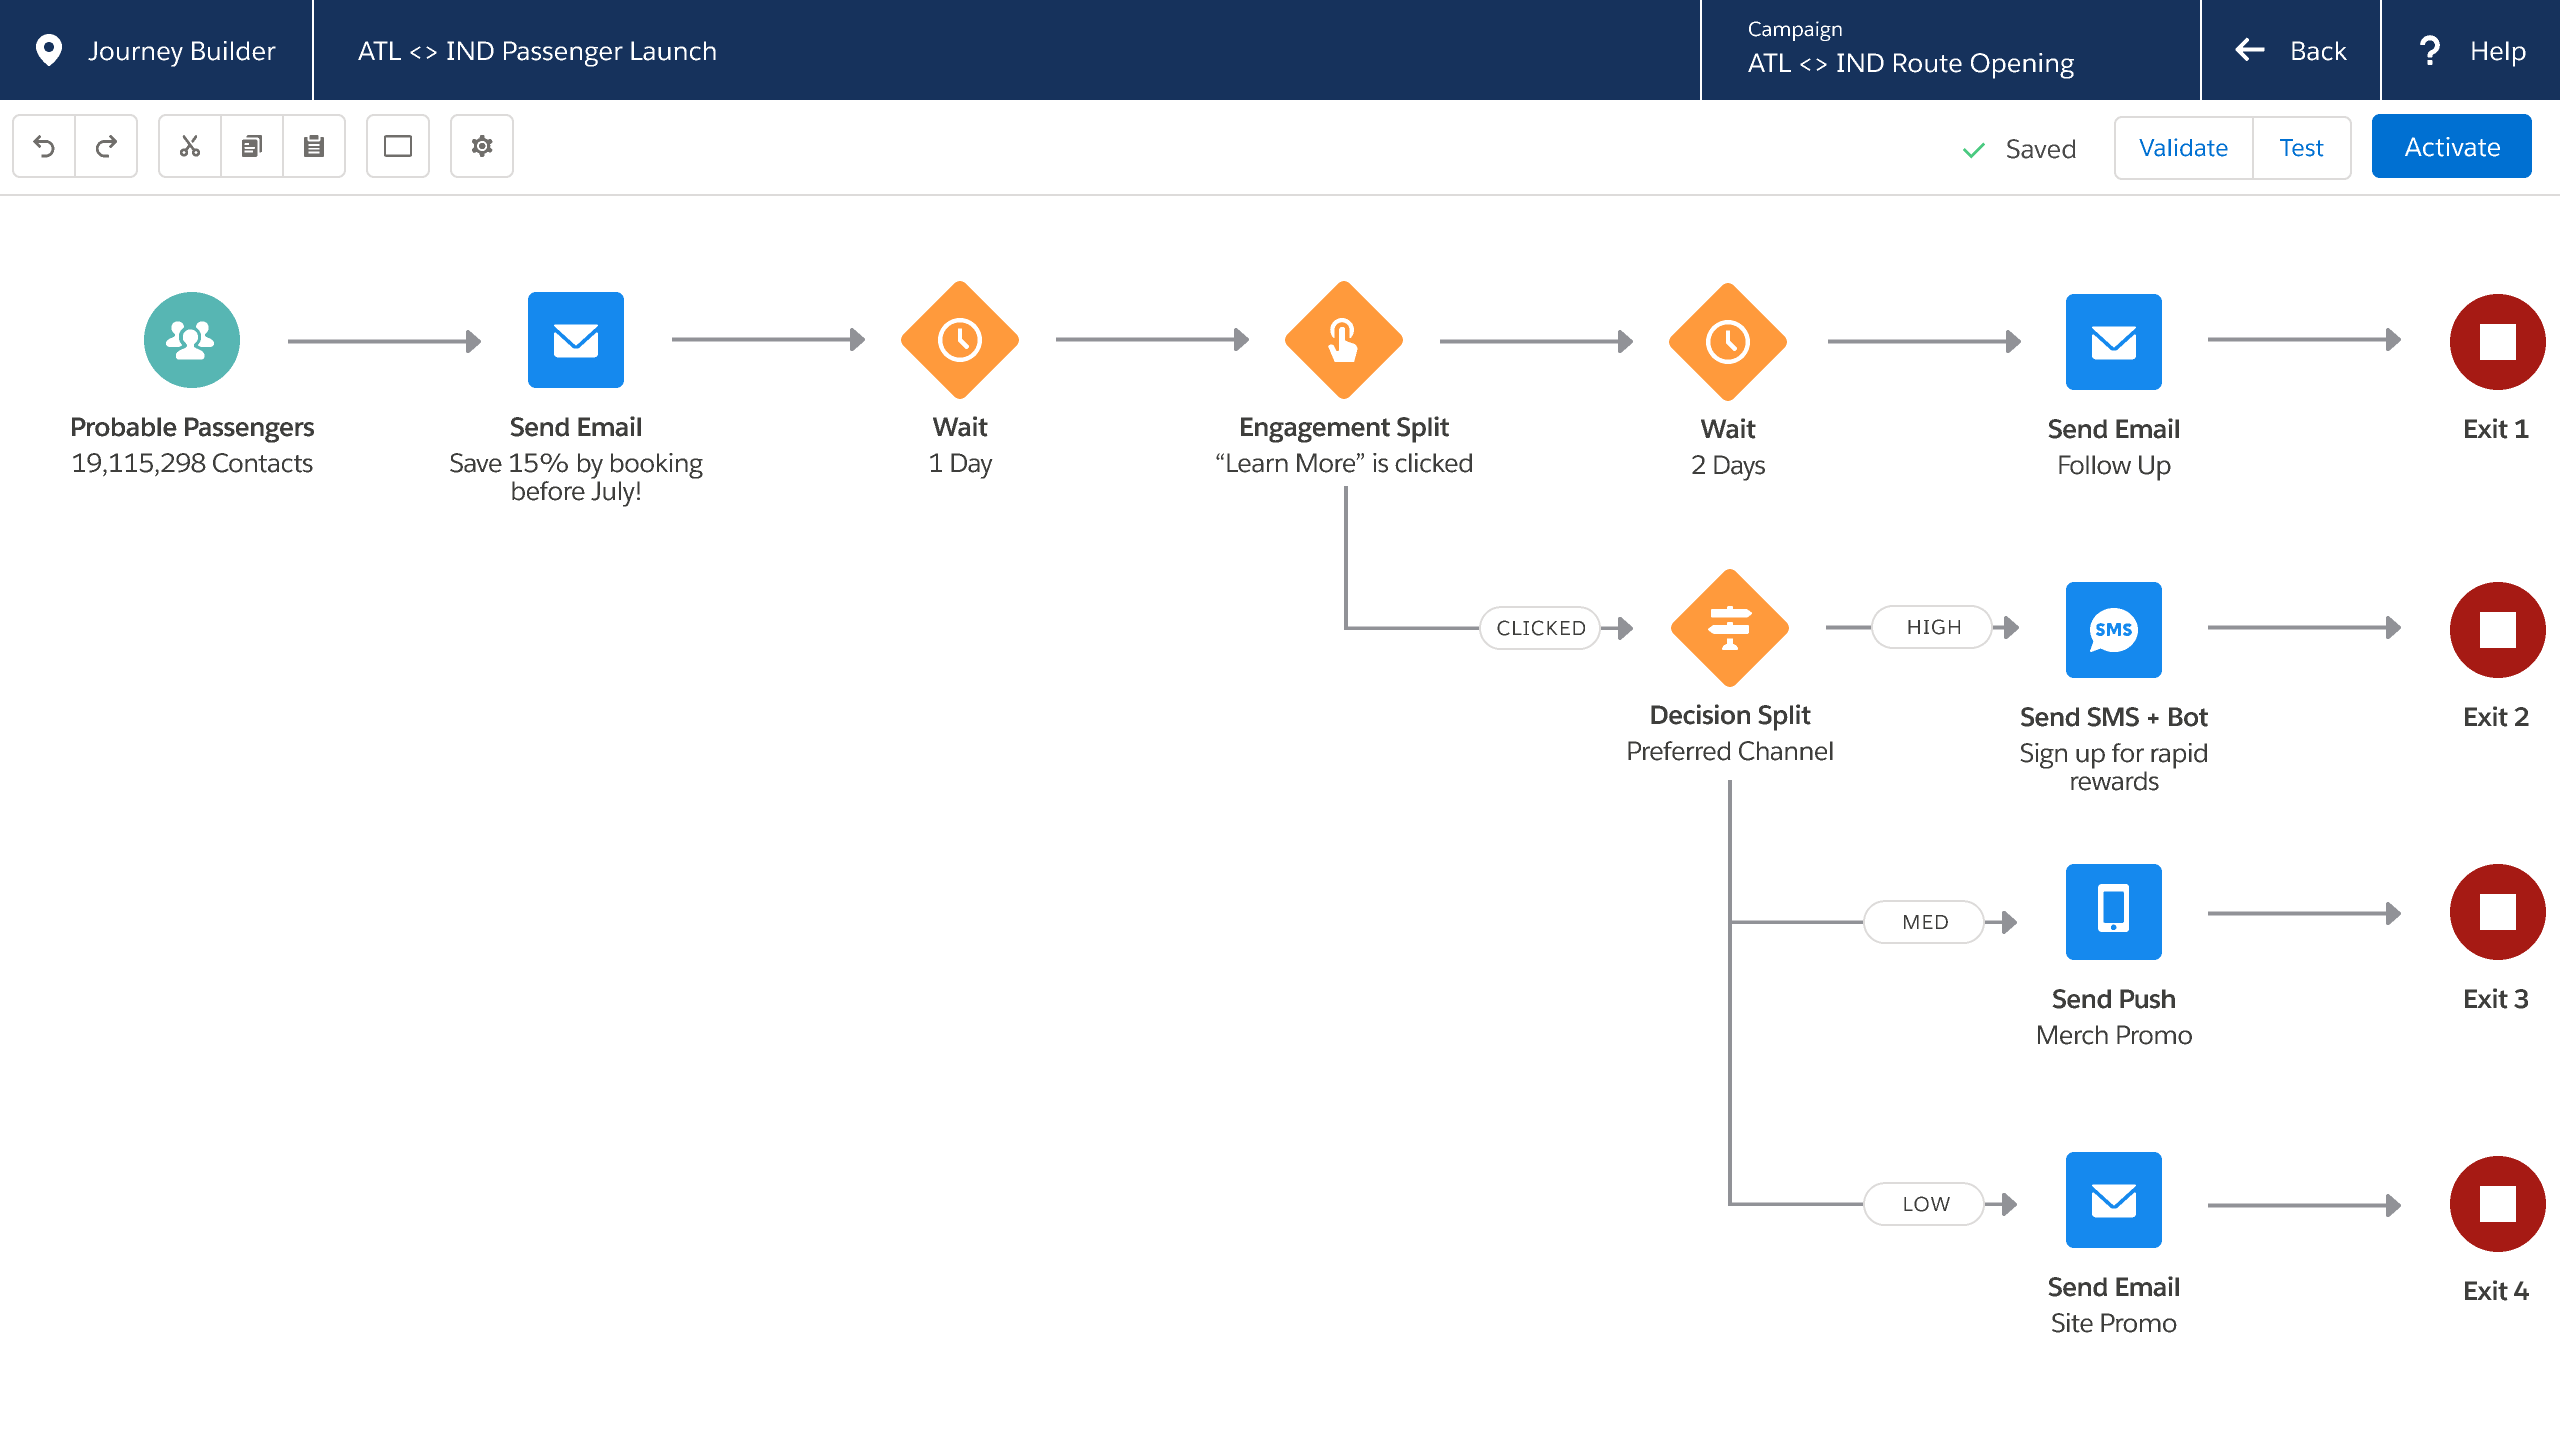 Journey Builder
ATL <> IND Passenger Launch
Campaign
ATL <> IND Route Opening
Back
? Help
Saved
Validate
Test
Activate
Probable Passengers
19,115,298 Contacts
Send Email
Save 15% by booking
before July!
Wait
1 Day
Engagement Split
“Learn More” is clicked
Wait
2 Days
Send Email
Follow Up
Exit 1
CLICKED
Decision Split
Preferred Channel
HIGH
SMS
Send SMS + Bot
Sign up for rapid
rewards
Exit 2
MED
Send Push
Merch Promo
Exit 3
LOW
Send Email
Site Promo
Exit 4